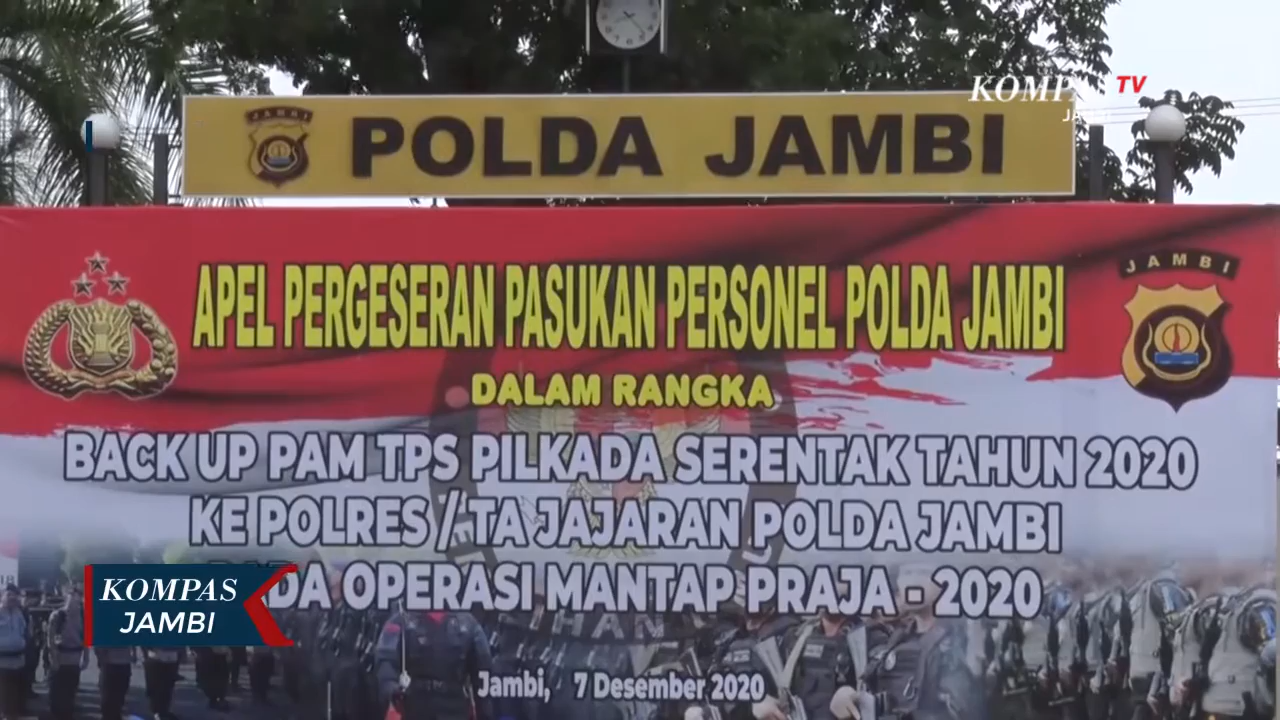 KOMPAS TV
POLDA JAMBI
JAMBI
APEL PERGESERAN PASUKAN PERSONEL POLDA JAMBI
DALAM RANGKA
BACK UP PAM TPS PILKADA SERENTAK TAHUN 2020
KE POLRES / TA JAJARAN POLDA JAMBI
OPERASI MANTAP PRAJA - 2020
KOMPAS
JAMBI
Jambi, 7 Desember 2020